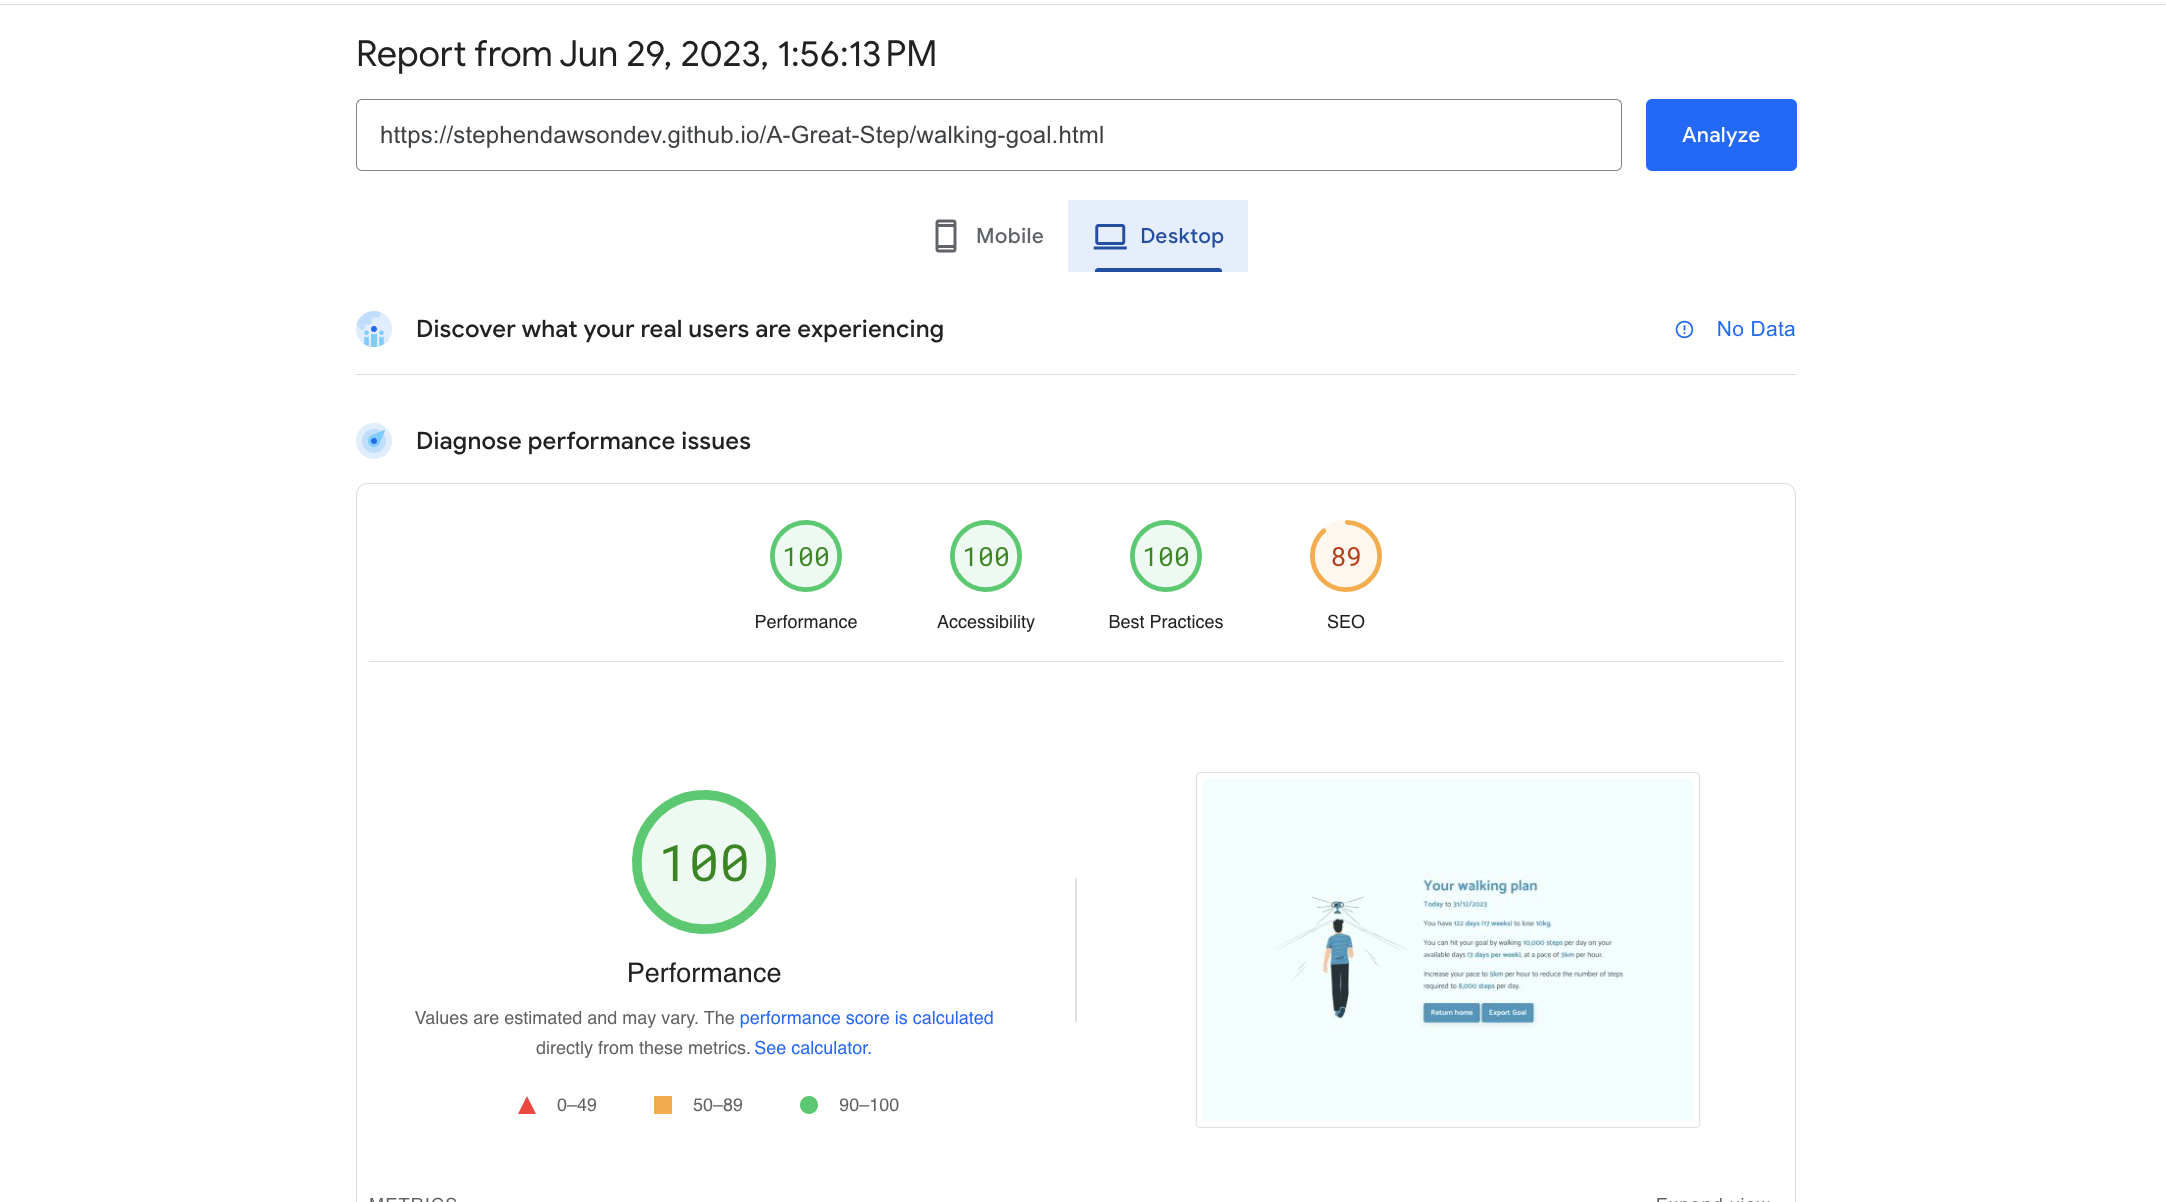 Report from Jun 29, 2023, 1:56:13 PM
https://stephendawsondev.github.io/A-Great-Step/walking-goal.html
Analyze
Mobile
Desktop
Discover what your real users are experiencing
No Data
Diagnose performance issues
100
100
100
89
Performance
Accessibility
Best Practices
SEO
100
Performance
Values are estimated and may vary. The performance score is calculated
directly from these metrics. See calculator.
0–49
50–89
90–100
Your walking plan
Today to 31/12/2023
You have 122 days (17 weeks) to lose 10kg.
You can hit your goal by walking 10,000 steps per day on your
available days (3 days per week), at a pace of 3km per hour.
Increase your pace to 5km per hour to reduce the number of steps
required to 8,000 steps per day.
Return home
Export Goal
METRICS
Expand view